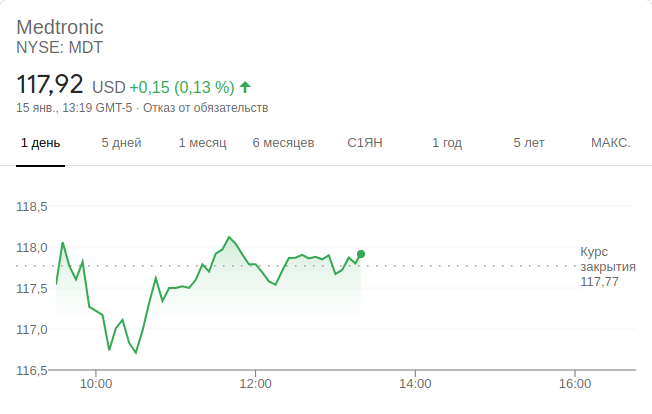 Medtronic
NYSE: MDT
117,92 USD +0,15 (0,13 %)
15 янв., 13:19 GMT-5 · Отказ от обязательств
1 день 5 дней 1 месяц 6 месяцев С1ЯН 1 год 5 лет МАКС.
118,5
118,0
117,5
117,0
116,5
Курс
закрытия
117,77
10:00 12:00 14:00 16:00